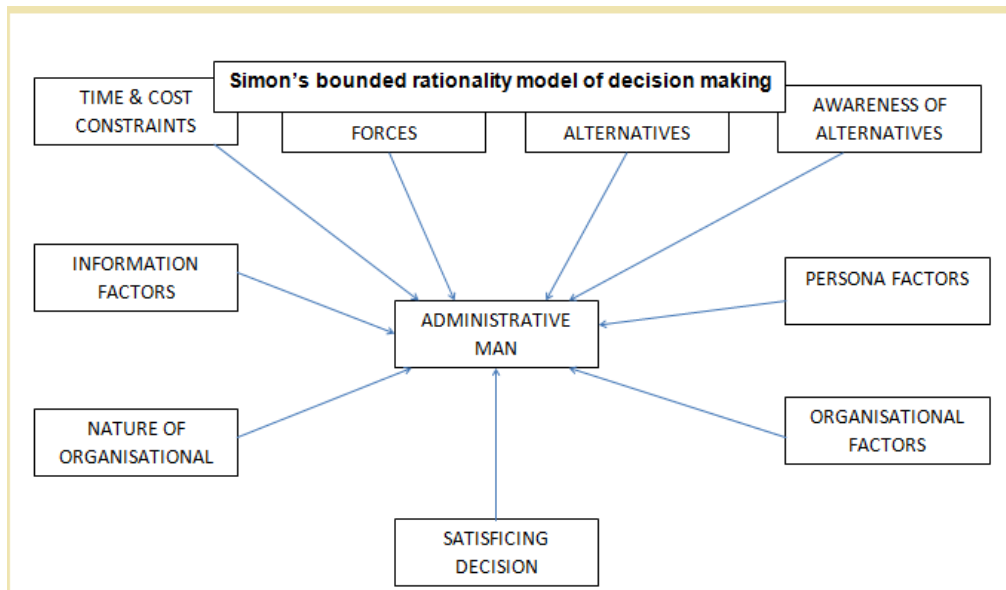 Simon's bounded rationality model of decision making
TIME & COST
CONSTRAINTS
FORCES
ALTERNATIVES
AWARENESS OF
ALTERNATIVES
INFORMATION
FACTORS
PERSONA FACTORS
ADMINISTRATIVE
MAN
NATURE OF
ORGANISATIONAL
ORGANISATIONAL
FACTORS
SATISFICING
DECISION